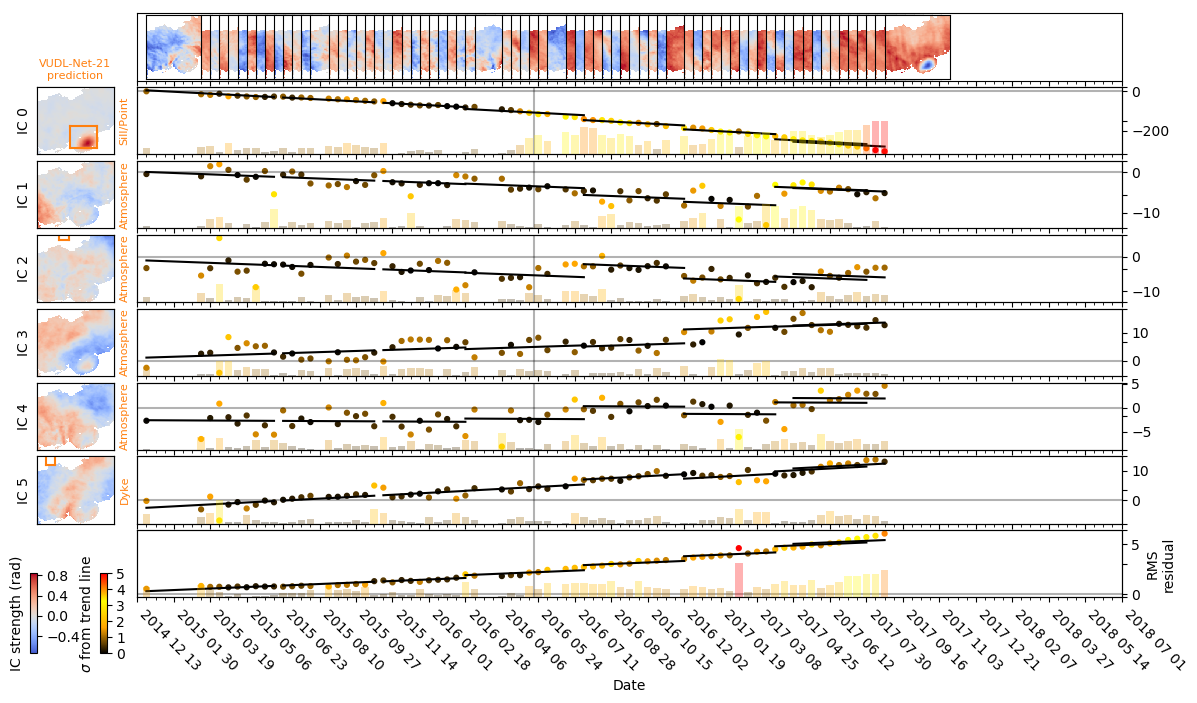 VUDL-Net-21
prediction
IC 0
Sill/Point
0
−200
IC 1
Atmosphere
0
−10
IC 2
Atmosphere
0
−10
IC 3
Atmosphere
10
0
IC 4
Atmosphere
5
0
−5
IC 5
Dyke
10
0
5
0
RMS
residual
IC strength (rad)
0.8
0.4
0.0
−0.4
σ from trend line
5
4
3
2
1
0
2014 12 13
2015 01 30
2015 03 19
2015 05 06
2015 06 23
2015 08 10
2015 09 27
2015 11 14
2016 01 01
2016 02 18
2016 04 06
2016 05 24
2016 07 11
2016 08 28
2016 10 15
2016 12 02
2017 01 19
2017 03 08
2017 04 25
2017 06 12
2017 07 30
2017 09 16
2017 11 03
2017 12 21
2018 02 07
2018 03 27
2018 05 14
2018 07 01
Date